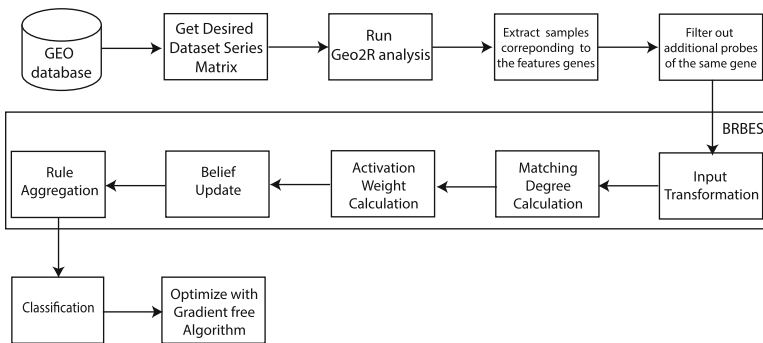 GEO
database
Get Desired
Dataset Series
Matrix
Run
Geo2R analysis
Extract samples
correponding to
the features genes
Filter out
additional probes
of the same gene
BRBES
Rule
Aggregation
Belief
Update
Activation
Weight
Calculation
Matching
Degree
Calculation
Input
Transformation
Classification
Optimize with
Gradient free
Algorithm